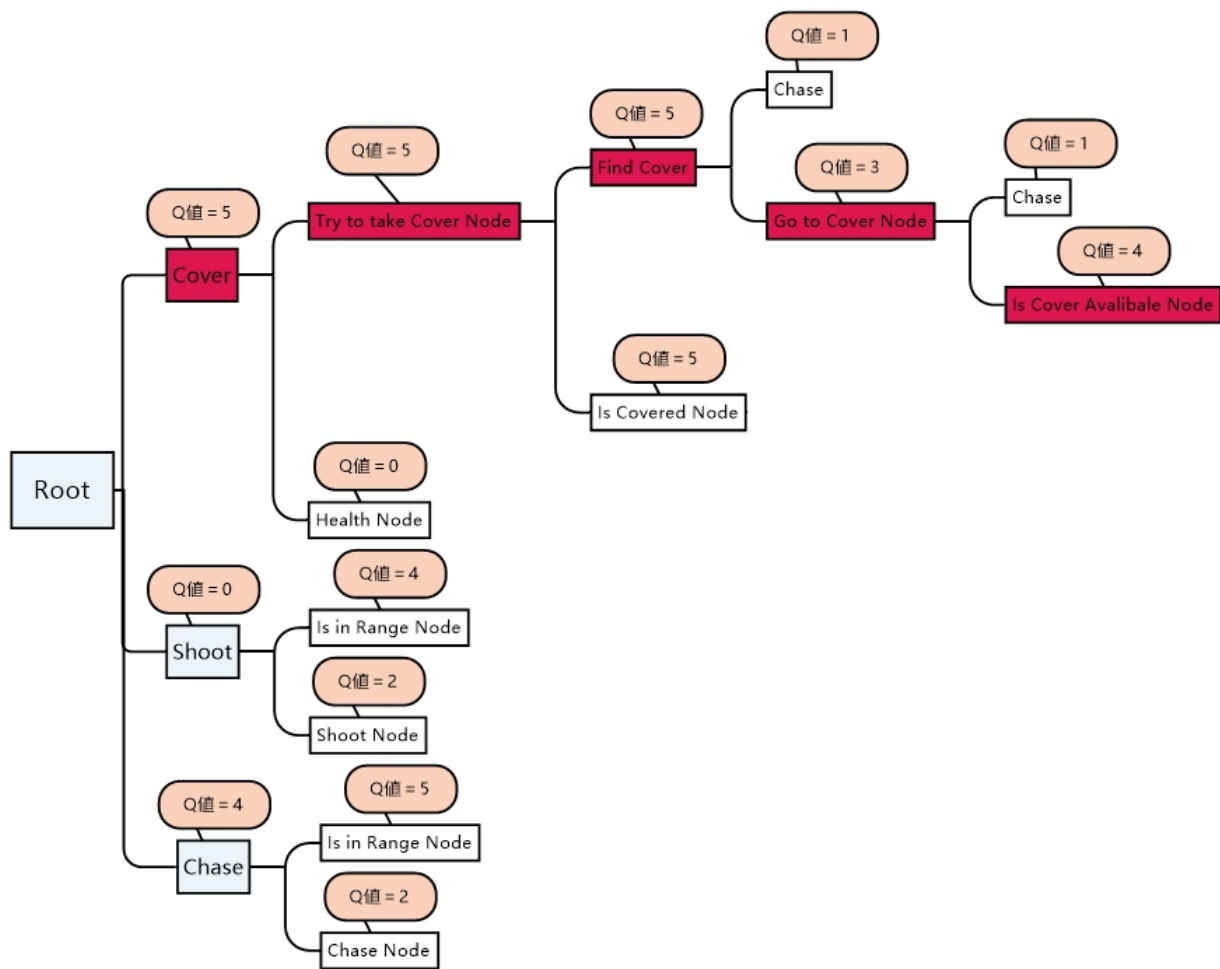 Q値 = 1
Chase
Q値 = 5
Find Cover
Q値 = 1
Chase
Q値 = 5
Try to take Cover Node
Q値 = 3
Go to Cover Node
Q値 = 5
Cover
Q値 = 4
Is Cover Avalibale Node
Q値 = 5
Is Covered Node
Q値 = 0
Health Node
Root
Q値 = 0
Shoot
Q値 = 4
Is in Range Node
Q値 = 2
Shoot Node
Q値 = 4
Chase
Q値 = 5
Is in Range Node
Q値 = 2
Chase Node